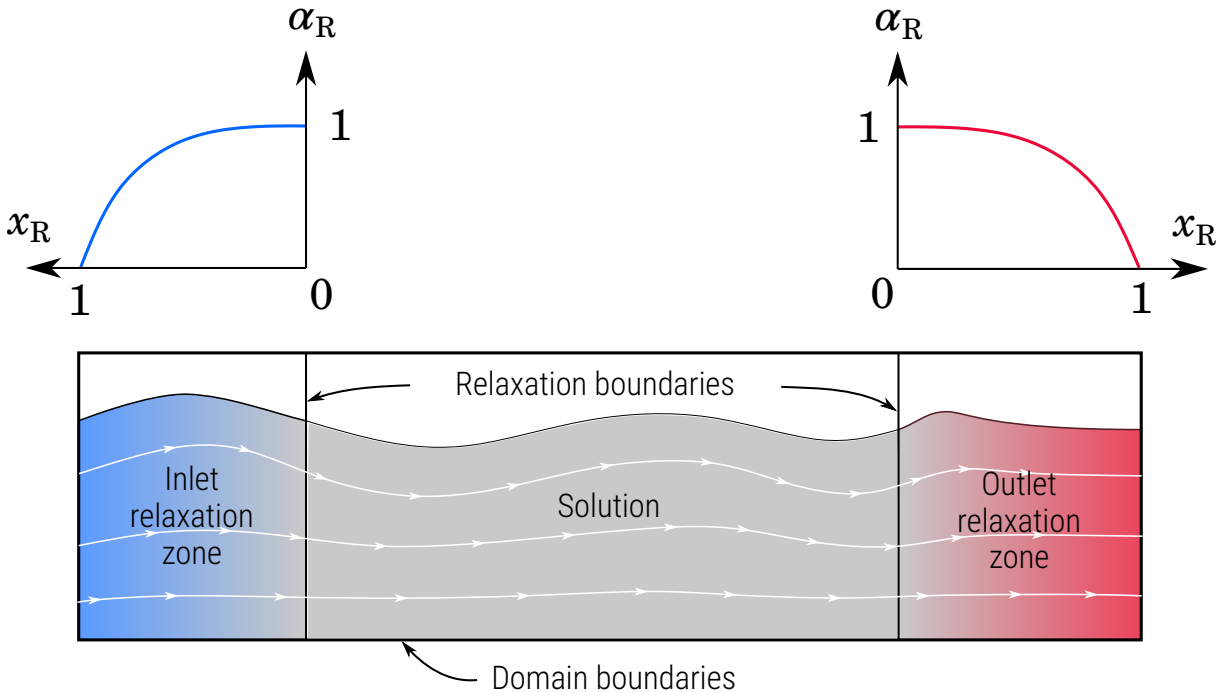 α_R
α_R
1
1
x_R
x_R
1
0
0
1
Relaxation boundaries
Inlet
relaxation
zone
Solution
Outlet
relaxation
zone
Domain boundaries